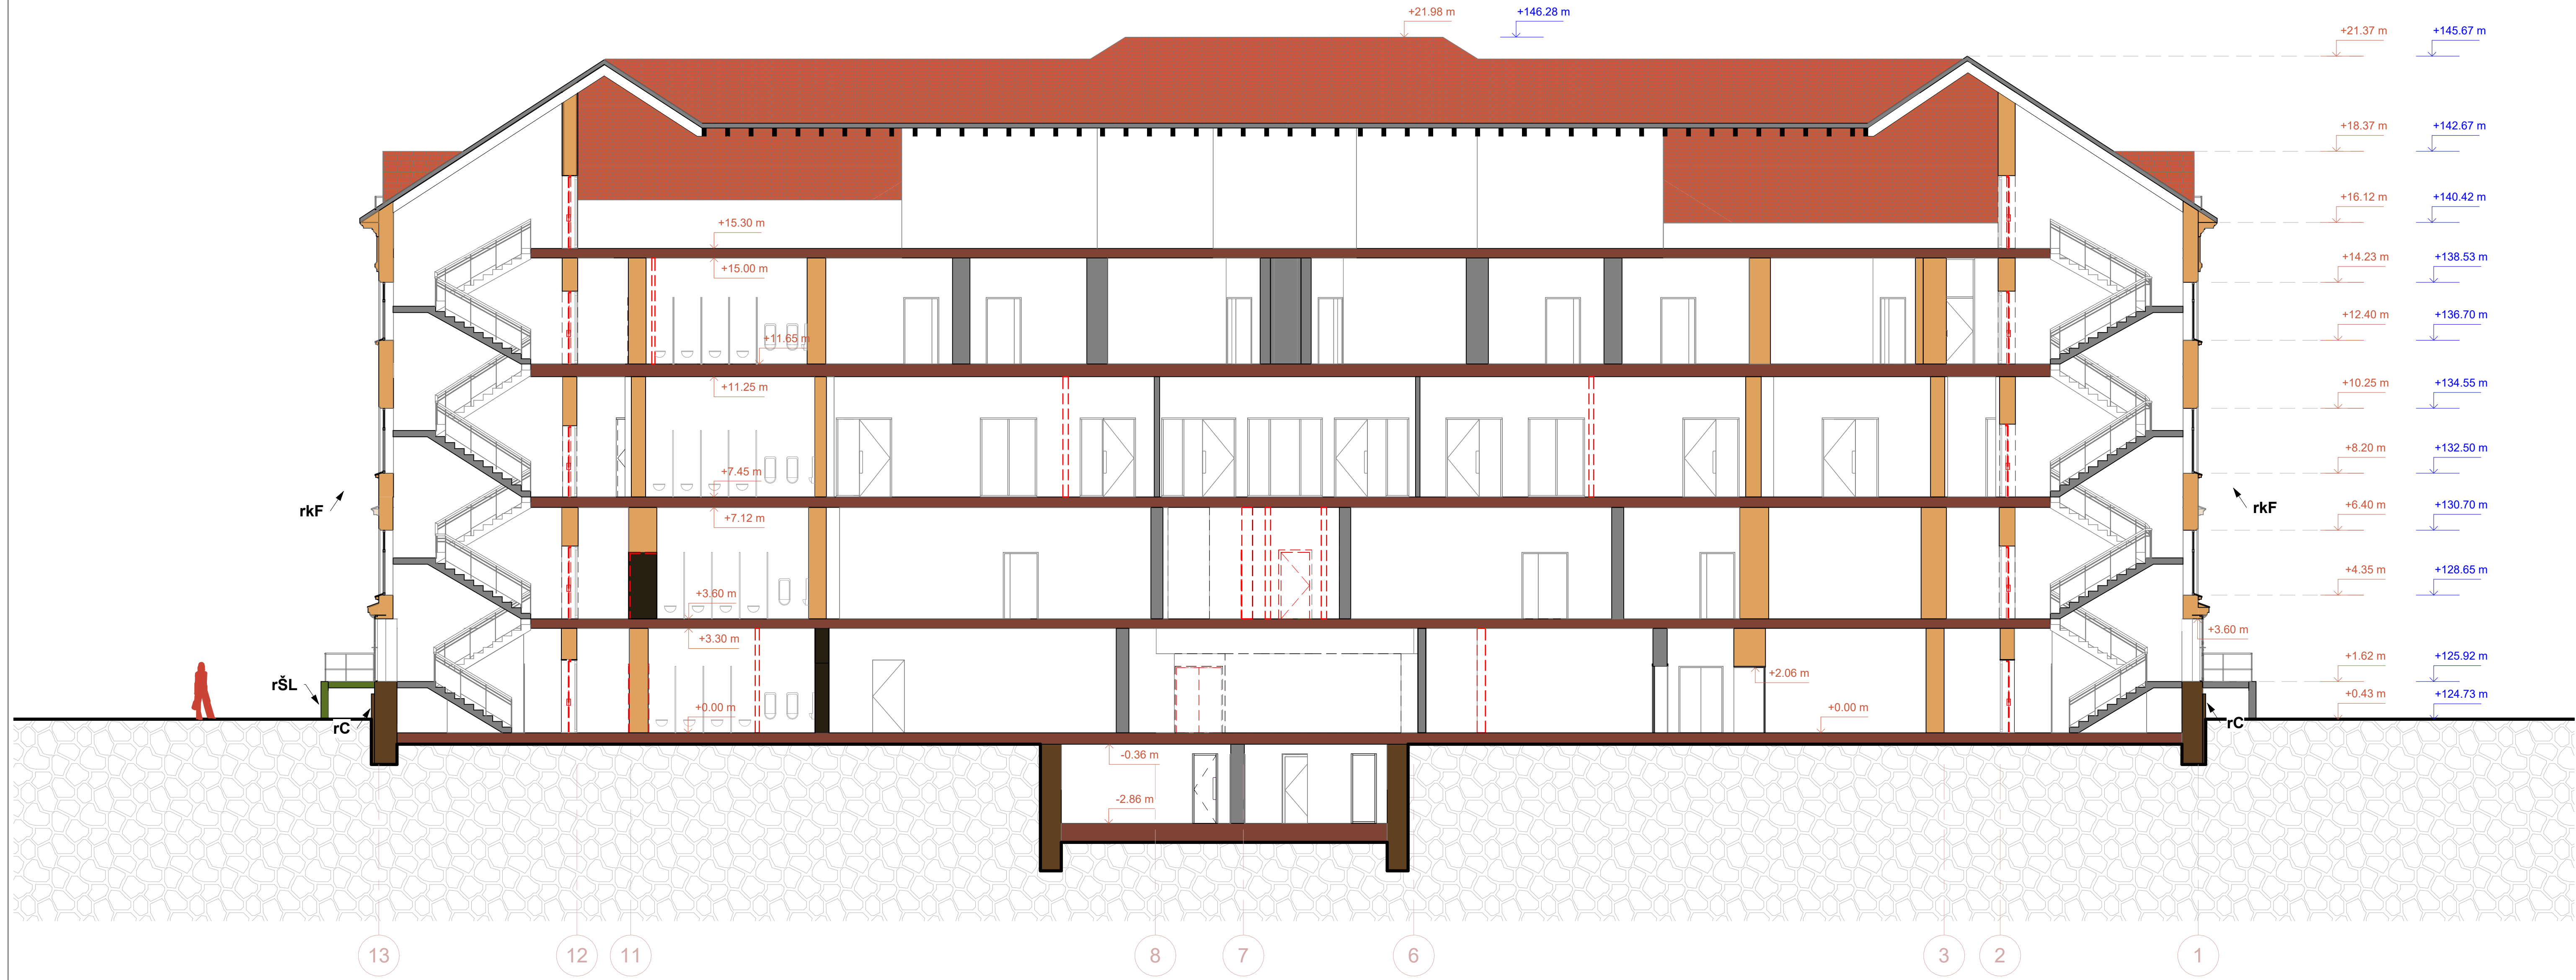 +21.98 m +146.28 m
+21.37 m +145.67 m
+18.37 m +142.67 m
+16.12 m +140.42 m
+15.30 m
+15.00 m
+14.23 m +138.53 m
+12.40 m +136.70 m
+11.65 m
+11.25 m
+10.25 m +134.55 m
+8.20 m +132.50 m
+7.45 m
rkF
rkF
+7.12 m
+6.40 m +130.70 m
+4.35 m +128.65 m
+3.60 m
+3.60 m
+3.30 m
+1.62 m +125.92 m
+2.06 m
rŠL
+0.43 m +124.73 m
+0.00 m
+0.00 m
rC
rC
-0.36 m
-2.86 m
13 12 11 8 7 6 3 2 1